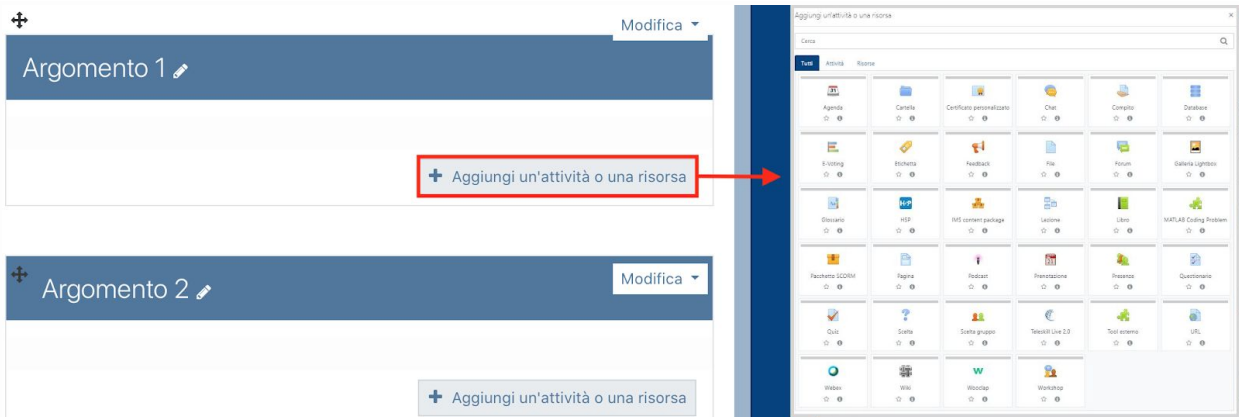 Modifica
Argomento 1
+ Aggiungi un'attività o una risorsa
Argomento 2
Modifica
+ Aggiungi un'attività o una risorsa
Aggiungi un'attività o una risorsa ×
Cerca
Tutti Attività Risorse
Agenda Cartella Certificato personalizzato Chat Compito Database
E-Voting Etichetta Feedback File Forum Galleria Lightbox
Glossario H5P IMS content package Lezione Libro MATLAB Coding Problem
Pacchetto SCORM Pagina Podcast Prenotazione Presenze Questionario
Quiz Scelta Scelta gruppo Teleskill Live 2.0 Tool esterno URL
Webex Wiki Wooclap Workshop